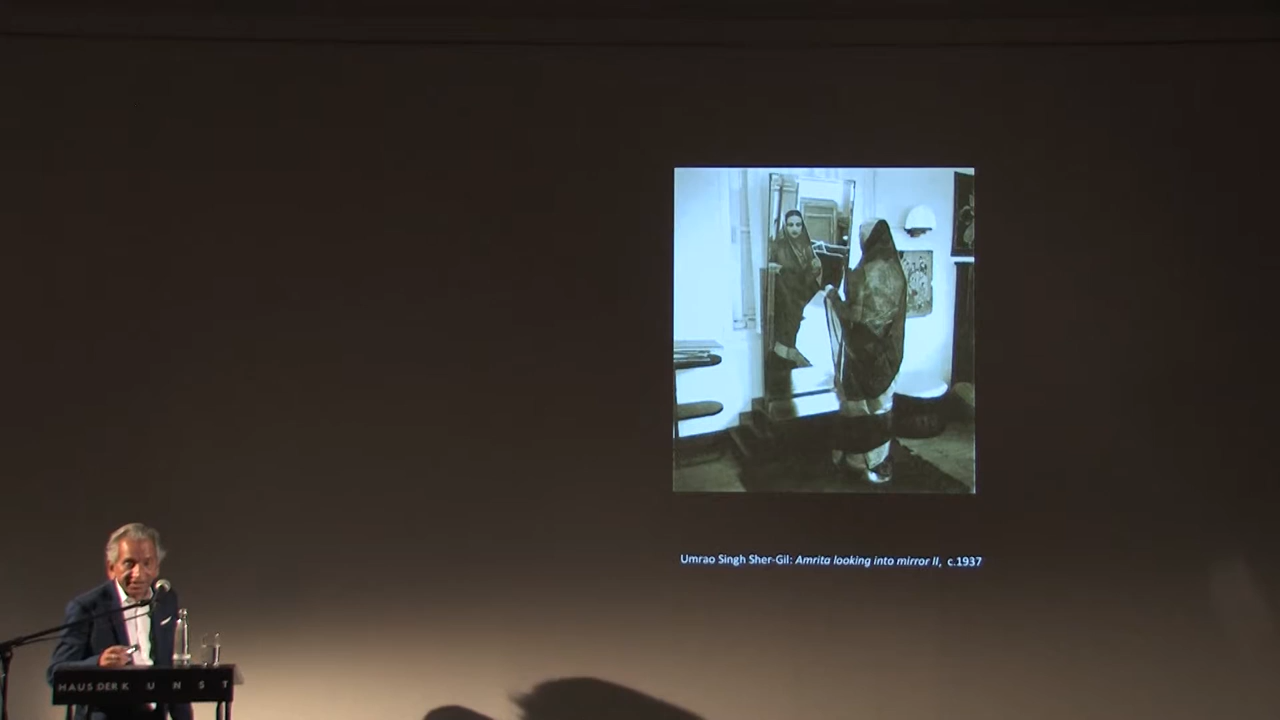 Umrao Singh Sher-Gil: Amrita looking into mirror II, c.1937
HAUS DER K U N S T